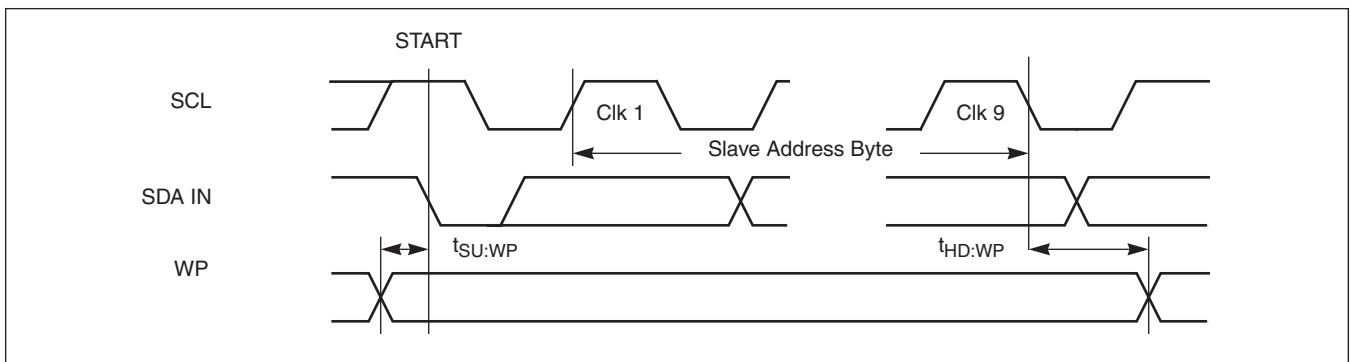 START
SCL
Clk 1
Clk 9
Slave Address Byte
SDA IN
tSU:WP
tHD:WP
WP